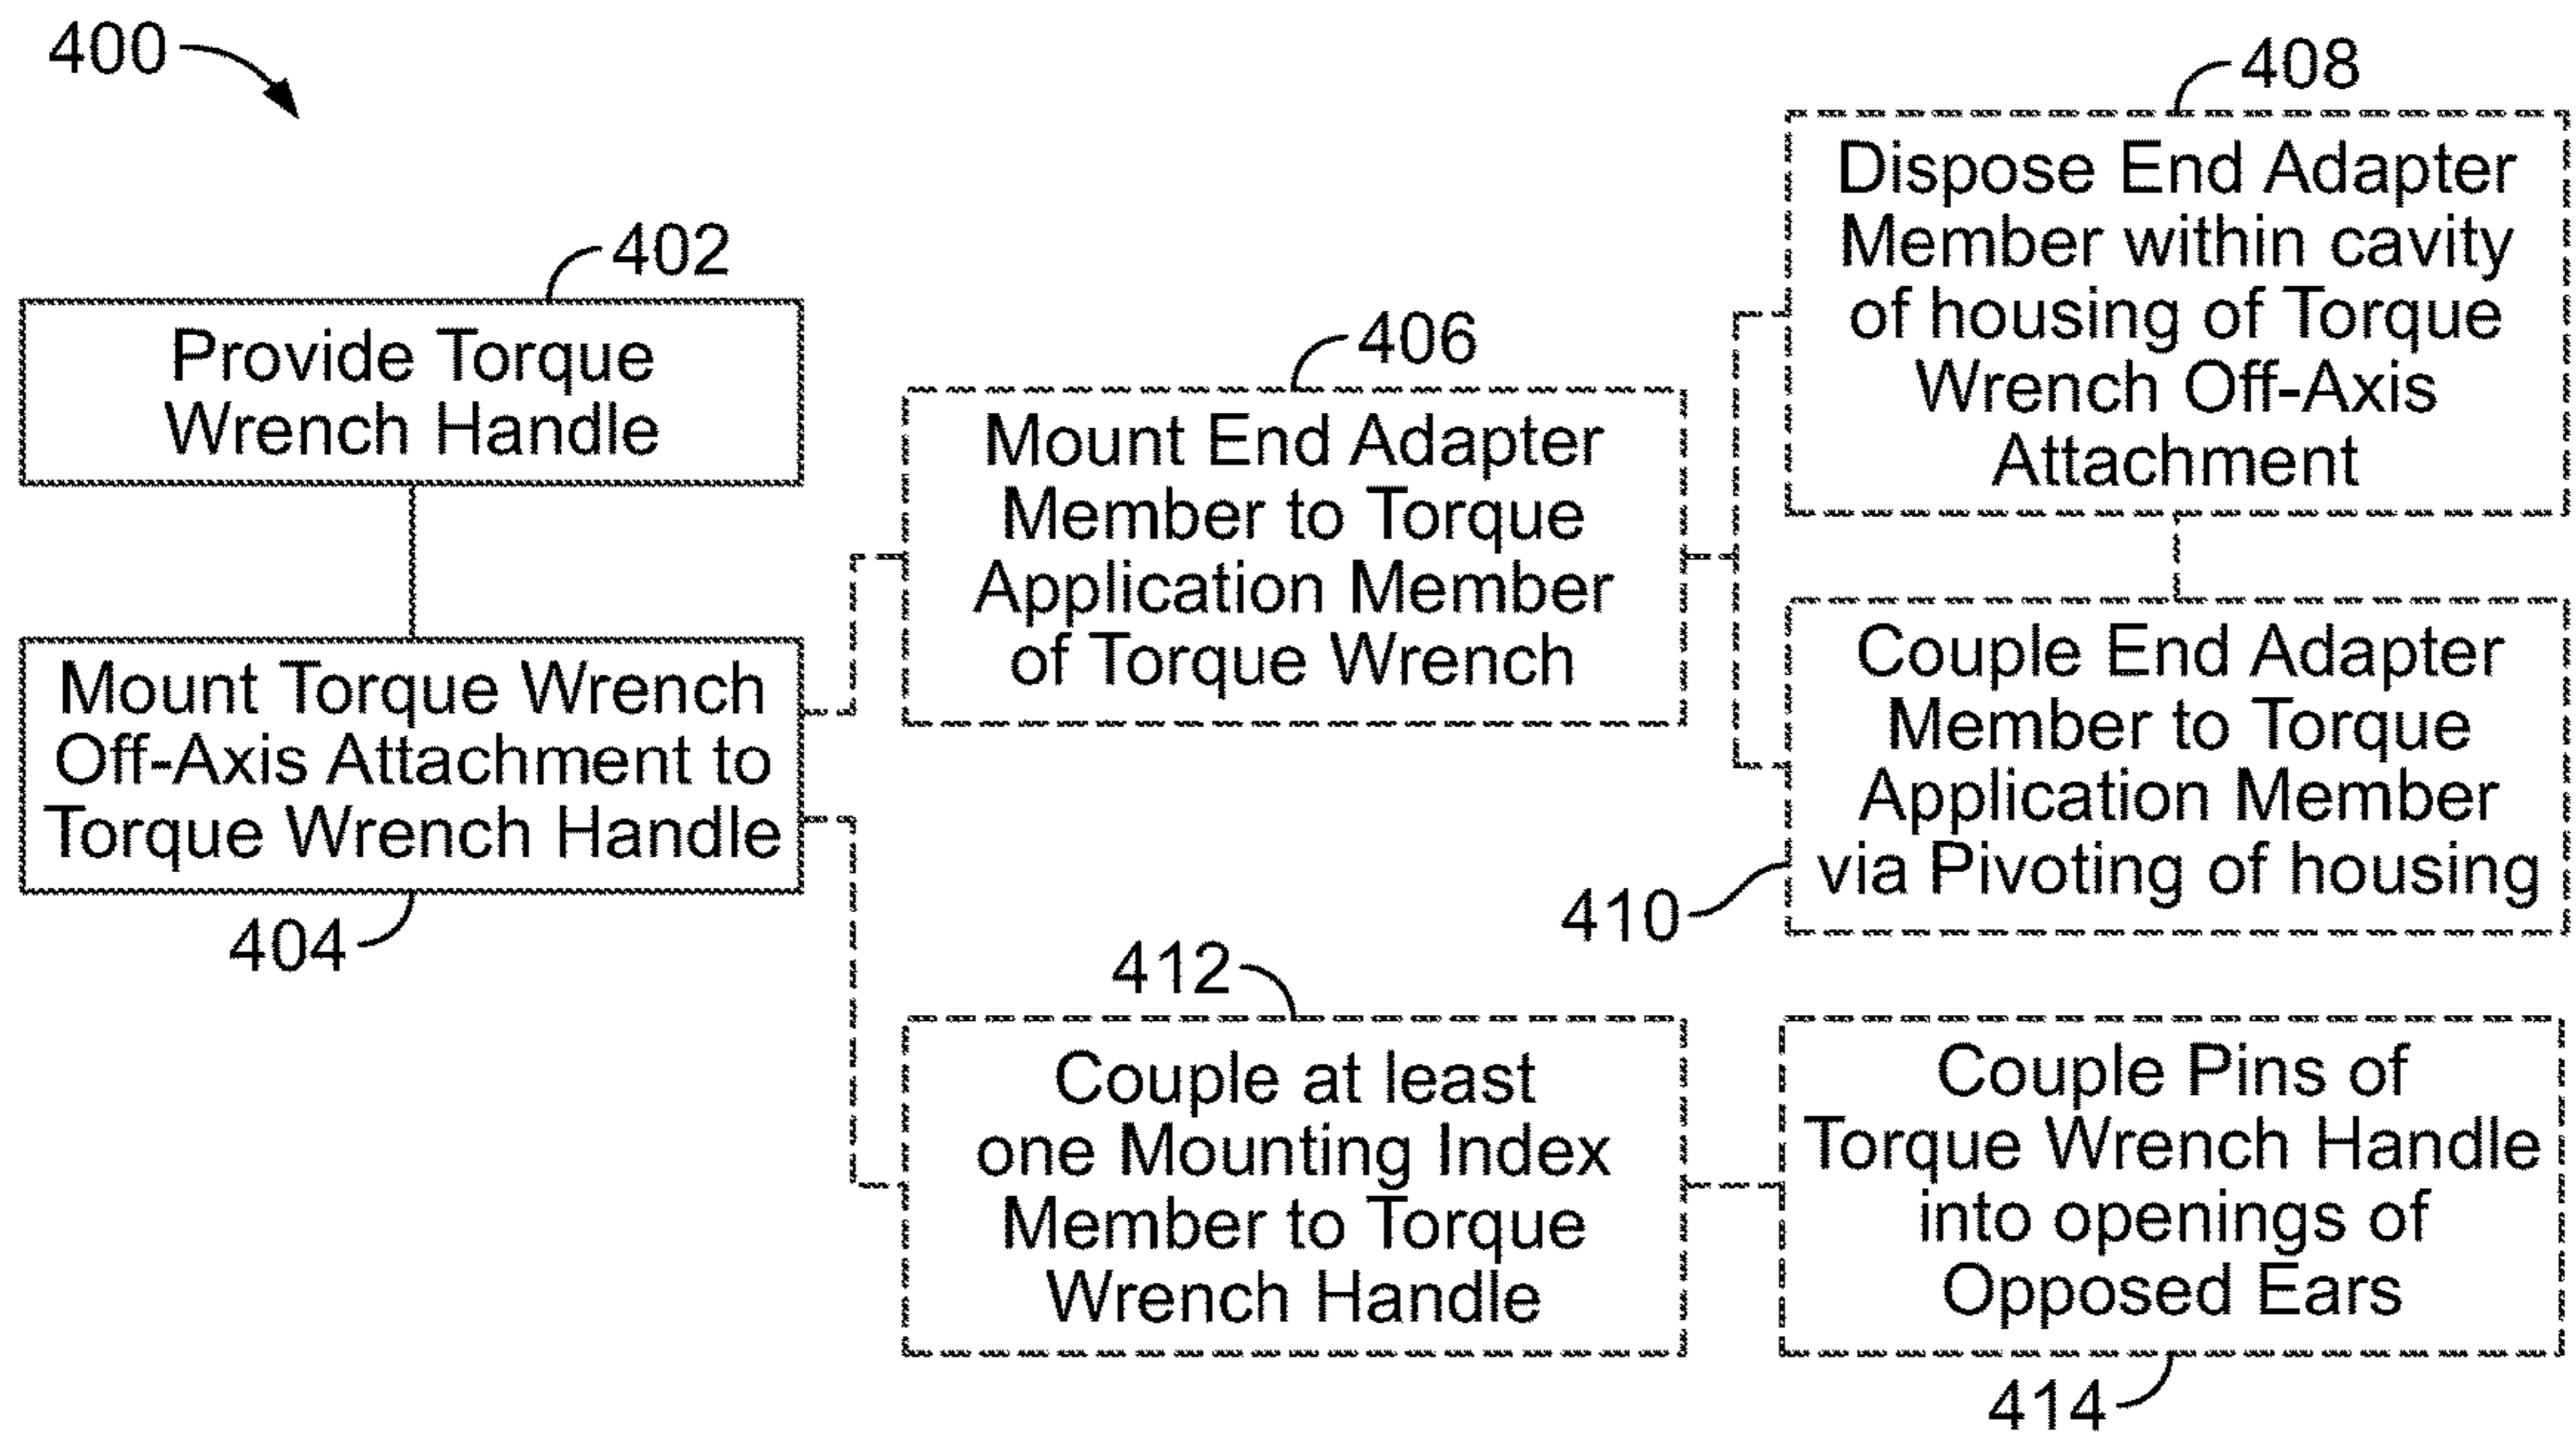 400
402
Provide Torque
Wrench Handle
Mount Torque Wrench
Off-Axis Attachment to
Torque Wrench Handle
404
406
Mount End Adapter
Member to Torque
Application Member
of Torque Wrench
408
Dispose End Adapter
Member within cavity
of housing of Torque
Wrench Off-Axis
Attachment
Couple End Adapter
Member to Torque
Application Member
via Pivoting of housing
410
412
Couple at least
one Mounting Index
Member to Torque
Wrench Handle
Couple Pins of
Torque Wrench Handle
into openings of
Opposed Ears
414